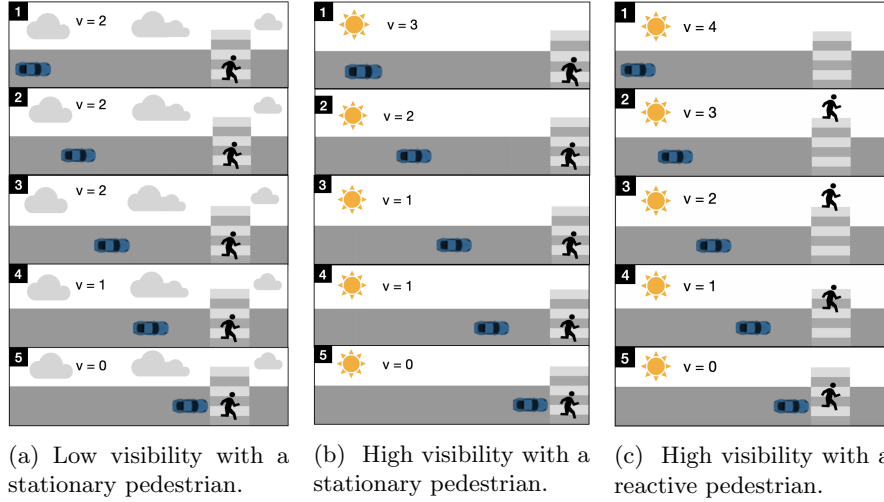 1
v = 2
2
v = 2
3
v = 2
4
v = 1
5
v = 0
(a) Low visibility with a
stationary pedestrian.
1
v = 3
2
v = 2
3
v = 1
4
v = 1
5
v = 0
(b) High visibility with a
stationary pedestrian.
1
v = 4
2
v = 3
3
v = 2
4
v = 1
5
v = 0
(c) High visibility with a
reactive pedestrian.